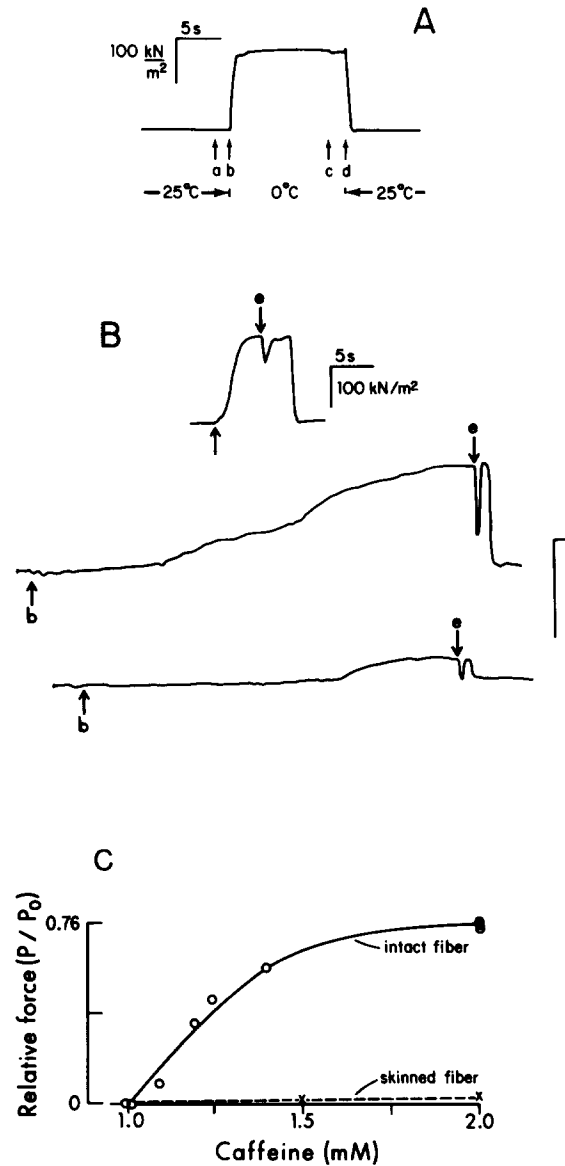 A
5s
100 kN
m²
a b c d
—25°C→ 0°C ←25°C—
B
e
5s
100 kN/m²
e
b
e
b
C
Relative force (P / P₀)
0.76
0
intact fiber
skinned fiber
1.0 1.5 2.0
Caffeine (mM)